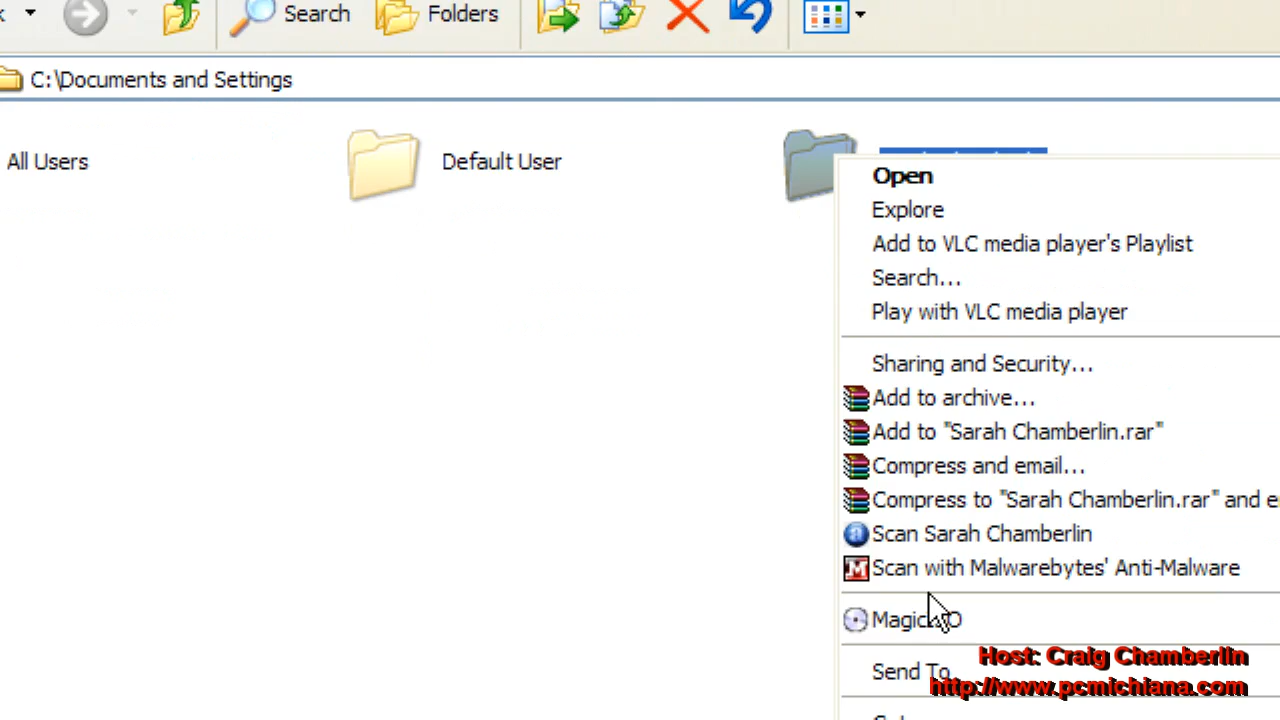 Search
Folders
C:\Documents and Settings
All Users
Default User
Open
Explore
Add to VLC media player's Playlist
Search...
Play with VLC media player
Sharing and Security...
Add to archive...
Add to "Sarah Chamberlin.rar"
Compress and email...
Compress to "Sarah Chamberlin.rar" and
Scan Sarah Chamberlin
Scan with Malwarebytes' Anti-Malware
Send To
Host: Craig Chamberlin
http://www.pcmichiana.com